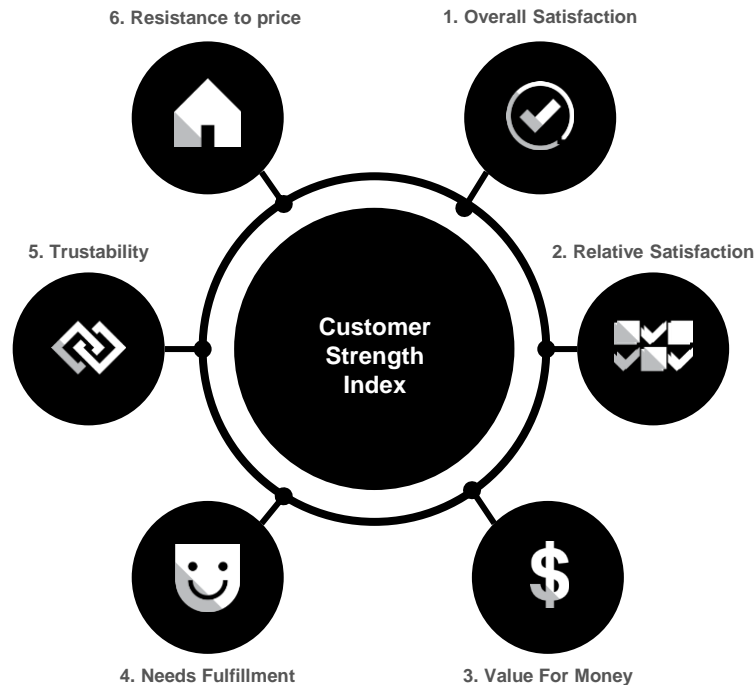 6. Resistance to price
1. Overall Satisfaction
5. Trustability
2. Relative Satisfaction
Customer
Strength
Index
$
4. Needs Fulfillment
3. Value For Money